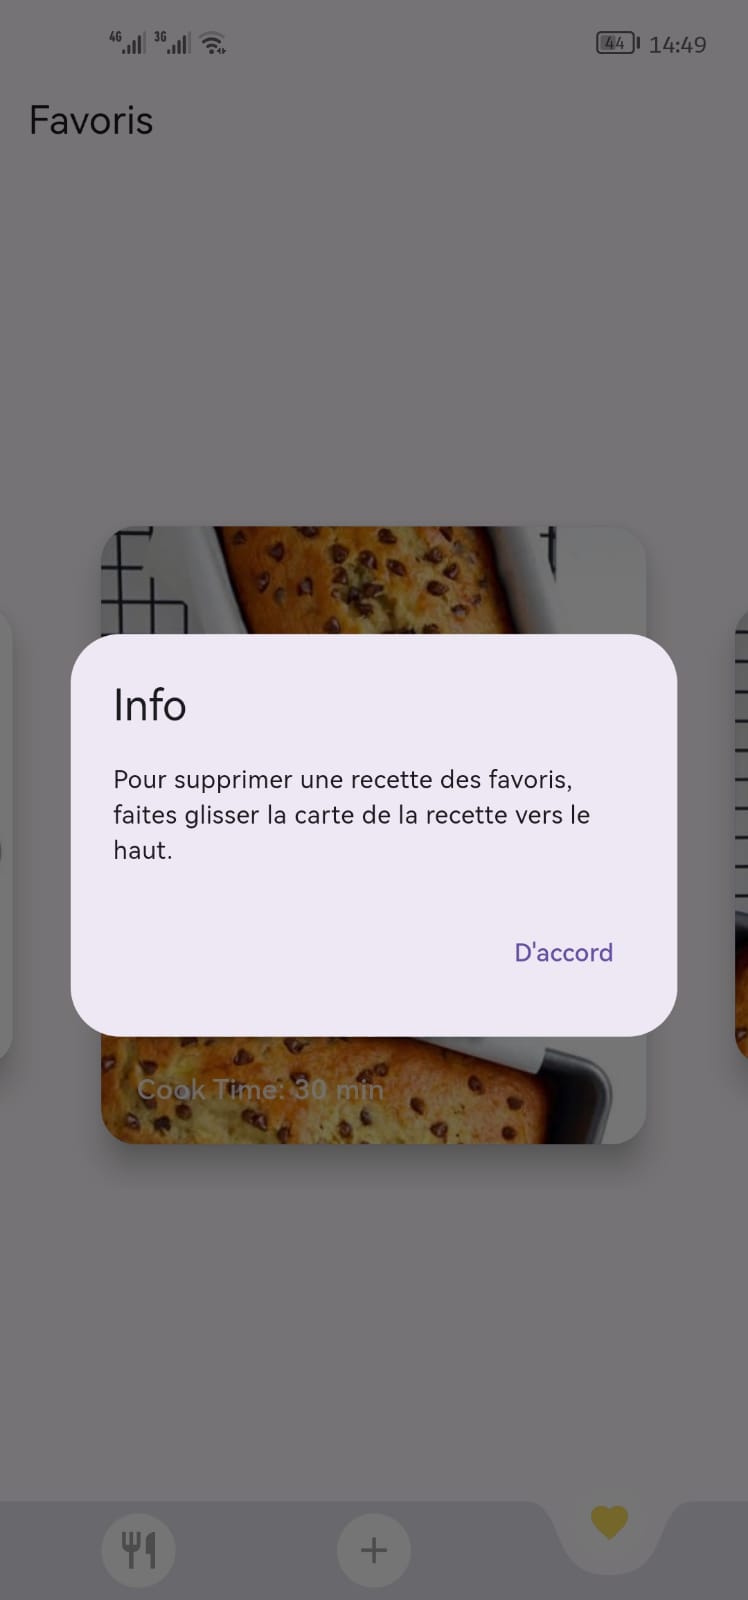 4G 3G 44 14:49
Favoris
Info
Pour supprimer une recette des favoris,
faites glisser la carte de la recette vers le
haut.
D'accord
Cook Time: 30 min